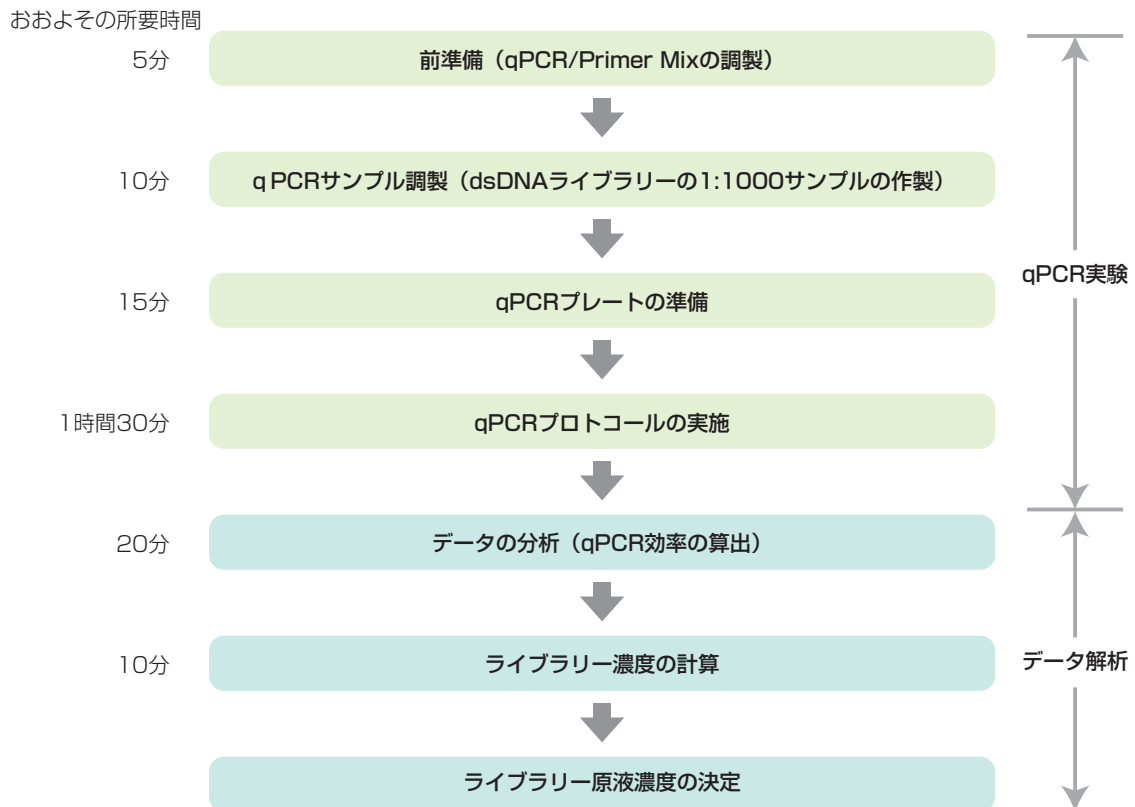 おおよその所要時間
5分
前準備（qPCR/Primer Mixの調製）
10分
q PCRサンプル調製（dsDNAライブラリーの1:1000サンプルの作製）
15分
qPCRプレートの準備
qPCR実験
1時間30分
qPCRプロトコールの実施
20分
データの分析（qPCR効率の算出）
10分
ライブラリー濃度の計算
データ解析
ライブラリー原液濃度の決定